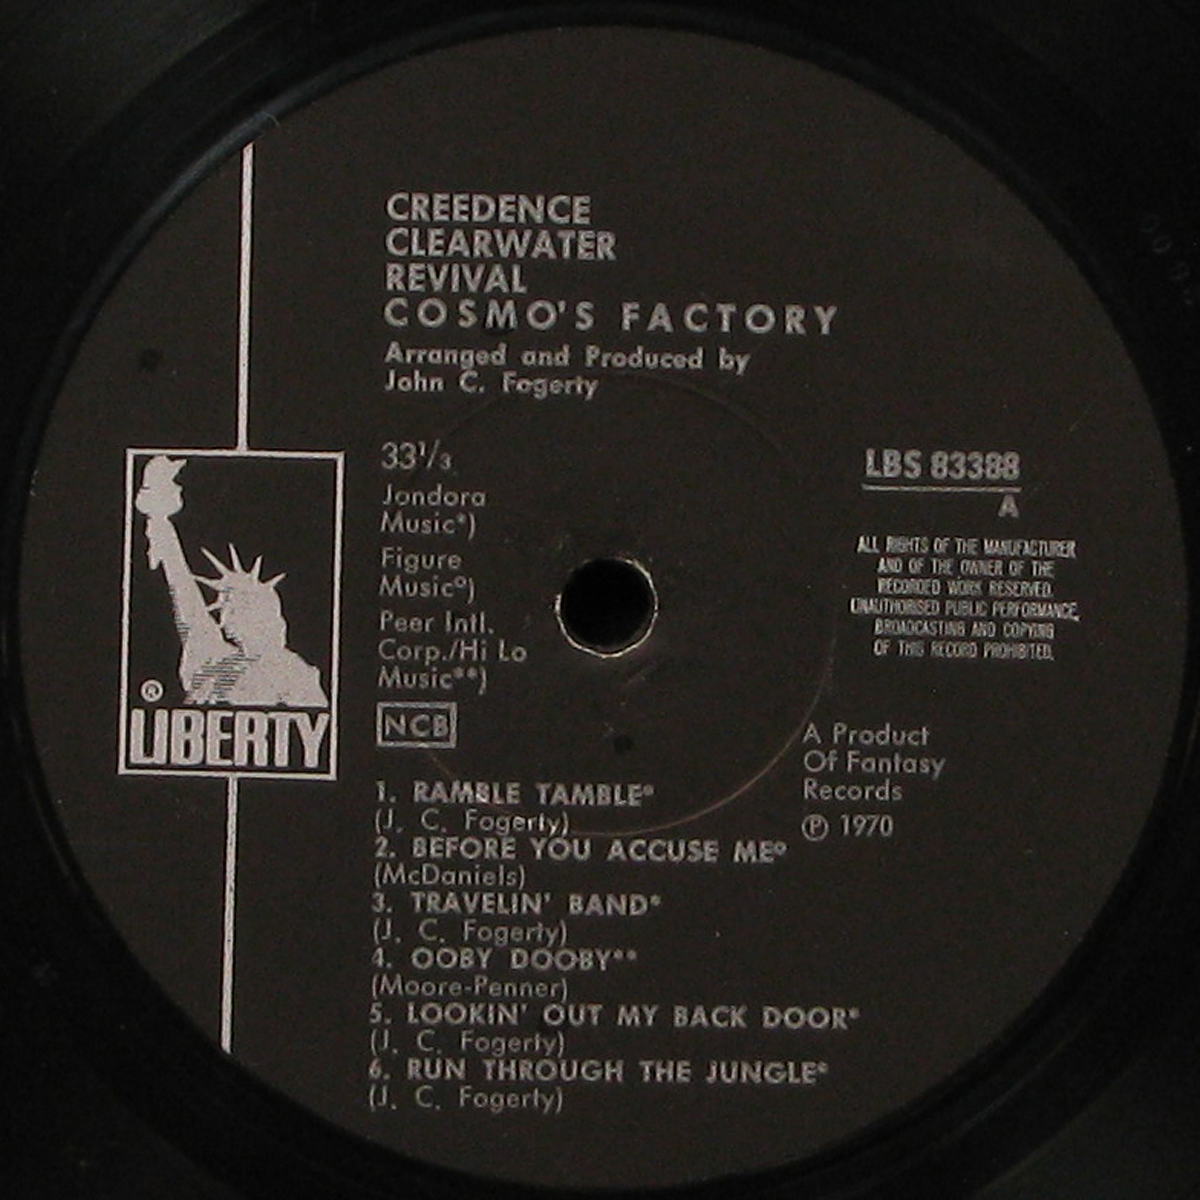 CREEDENCE
CLEARWATER
REVIVAL
COSMO'S FACTORY
Arranged and Produced by
John C. Fogerty
33⅓
Jondora
Music*)
Figure
Music°)
Peer Intl.
Corp./Hi Lo
Music**)
NCB
LBS 83388
A
ALL RIGHTS OF THE MANUFACTURER
AND OF THE OWNER OF THE
RECORDED WORK RESERVED.
UNAUTHORISED PUBLIC PERFORMANCE,
BROADCASTING AND COPYING
OF THIS RECORD PROHIBITED.
®
LIBERTY
A Product
Of Fantasy
Records
℗ 1970
1. RAMBLE TAMBLE*
(J. C. Fogerty)
2. BEFORE YOU ACCUSE ME°
(McDaniels)
3. TRAVELIN' BAND*
(J. C. Fogerty)
4. OOBY DOOBY**
(Moore-Penner)
5. LOOKIN' OUT MY BACK DOOR*
(J. C. Fogerty)
6. RUN THROUGH THE JUNGLE*
(J. C. Fogerty)